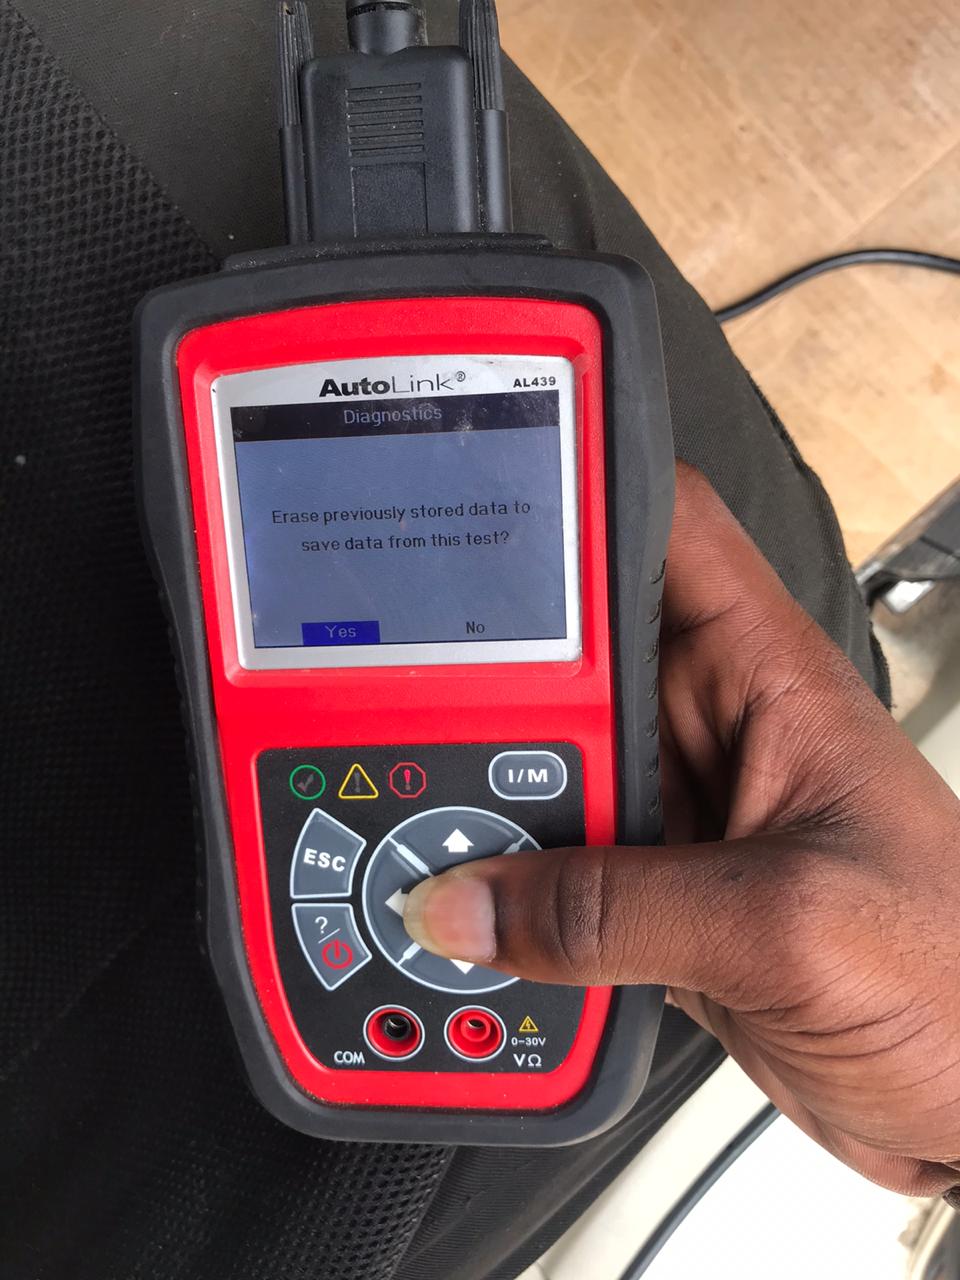 AutoLink® AL439
Diagnostics
Erase previously stored data to
save data from this test?
Yes No
I/M
ESC
?
COM
0-30V
VΩ